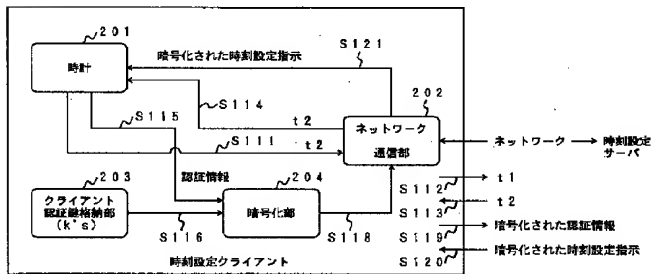 201
時計
暗号化された時刻設定指示
S121
S114
S115
t2
202
ネットワーク
通信部
S111
t2
ネットワーク
時刻設定
サーバ
203
認証情報
204
S112
t1
クライアント
認証鍵格納部
(k's)
暗号化部
S113
t2
S116
S118
S119
暗号化された認証情報
時刻設定クライアント
S120
暗号化された時刻設定指示